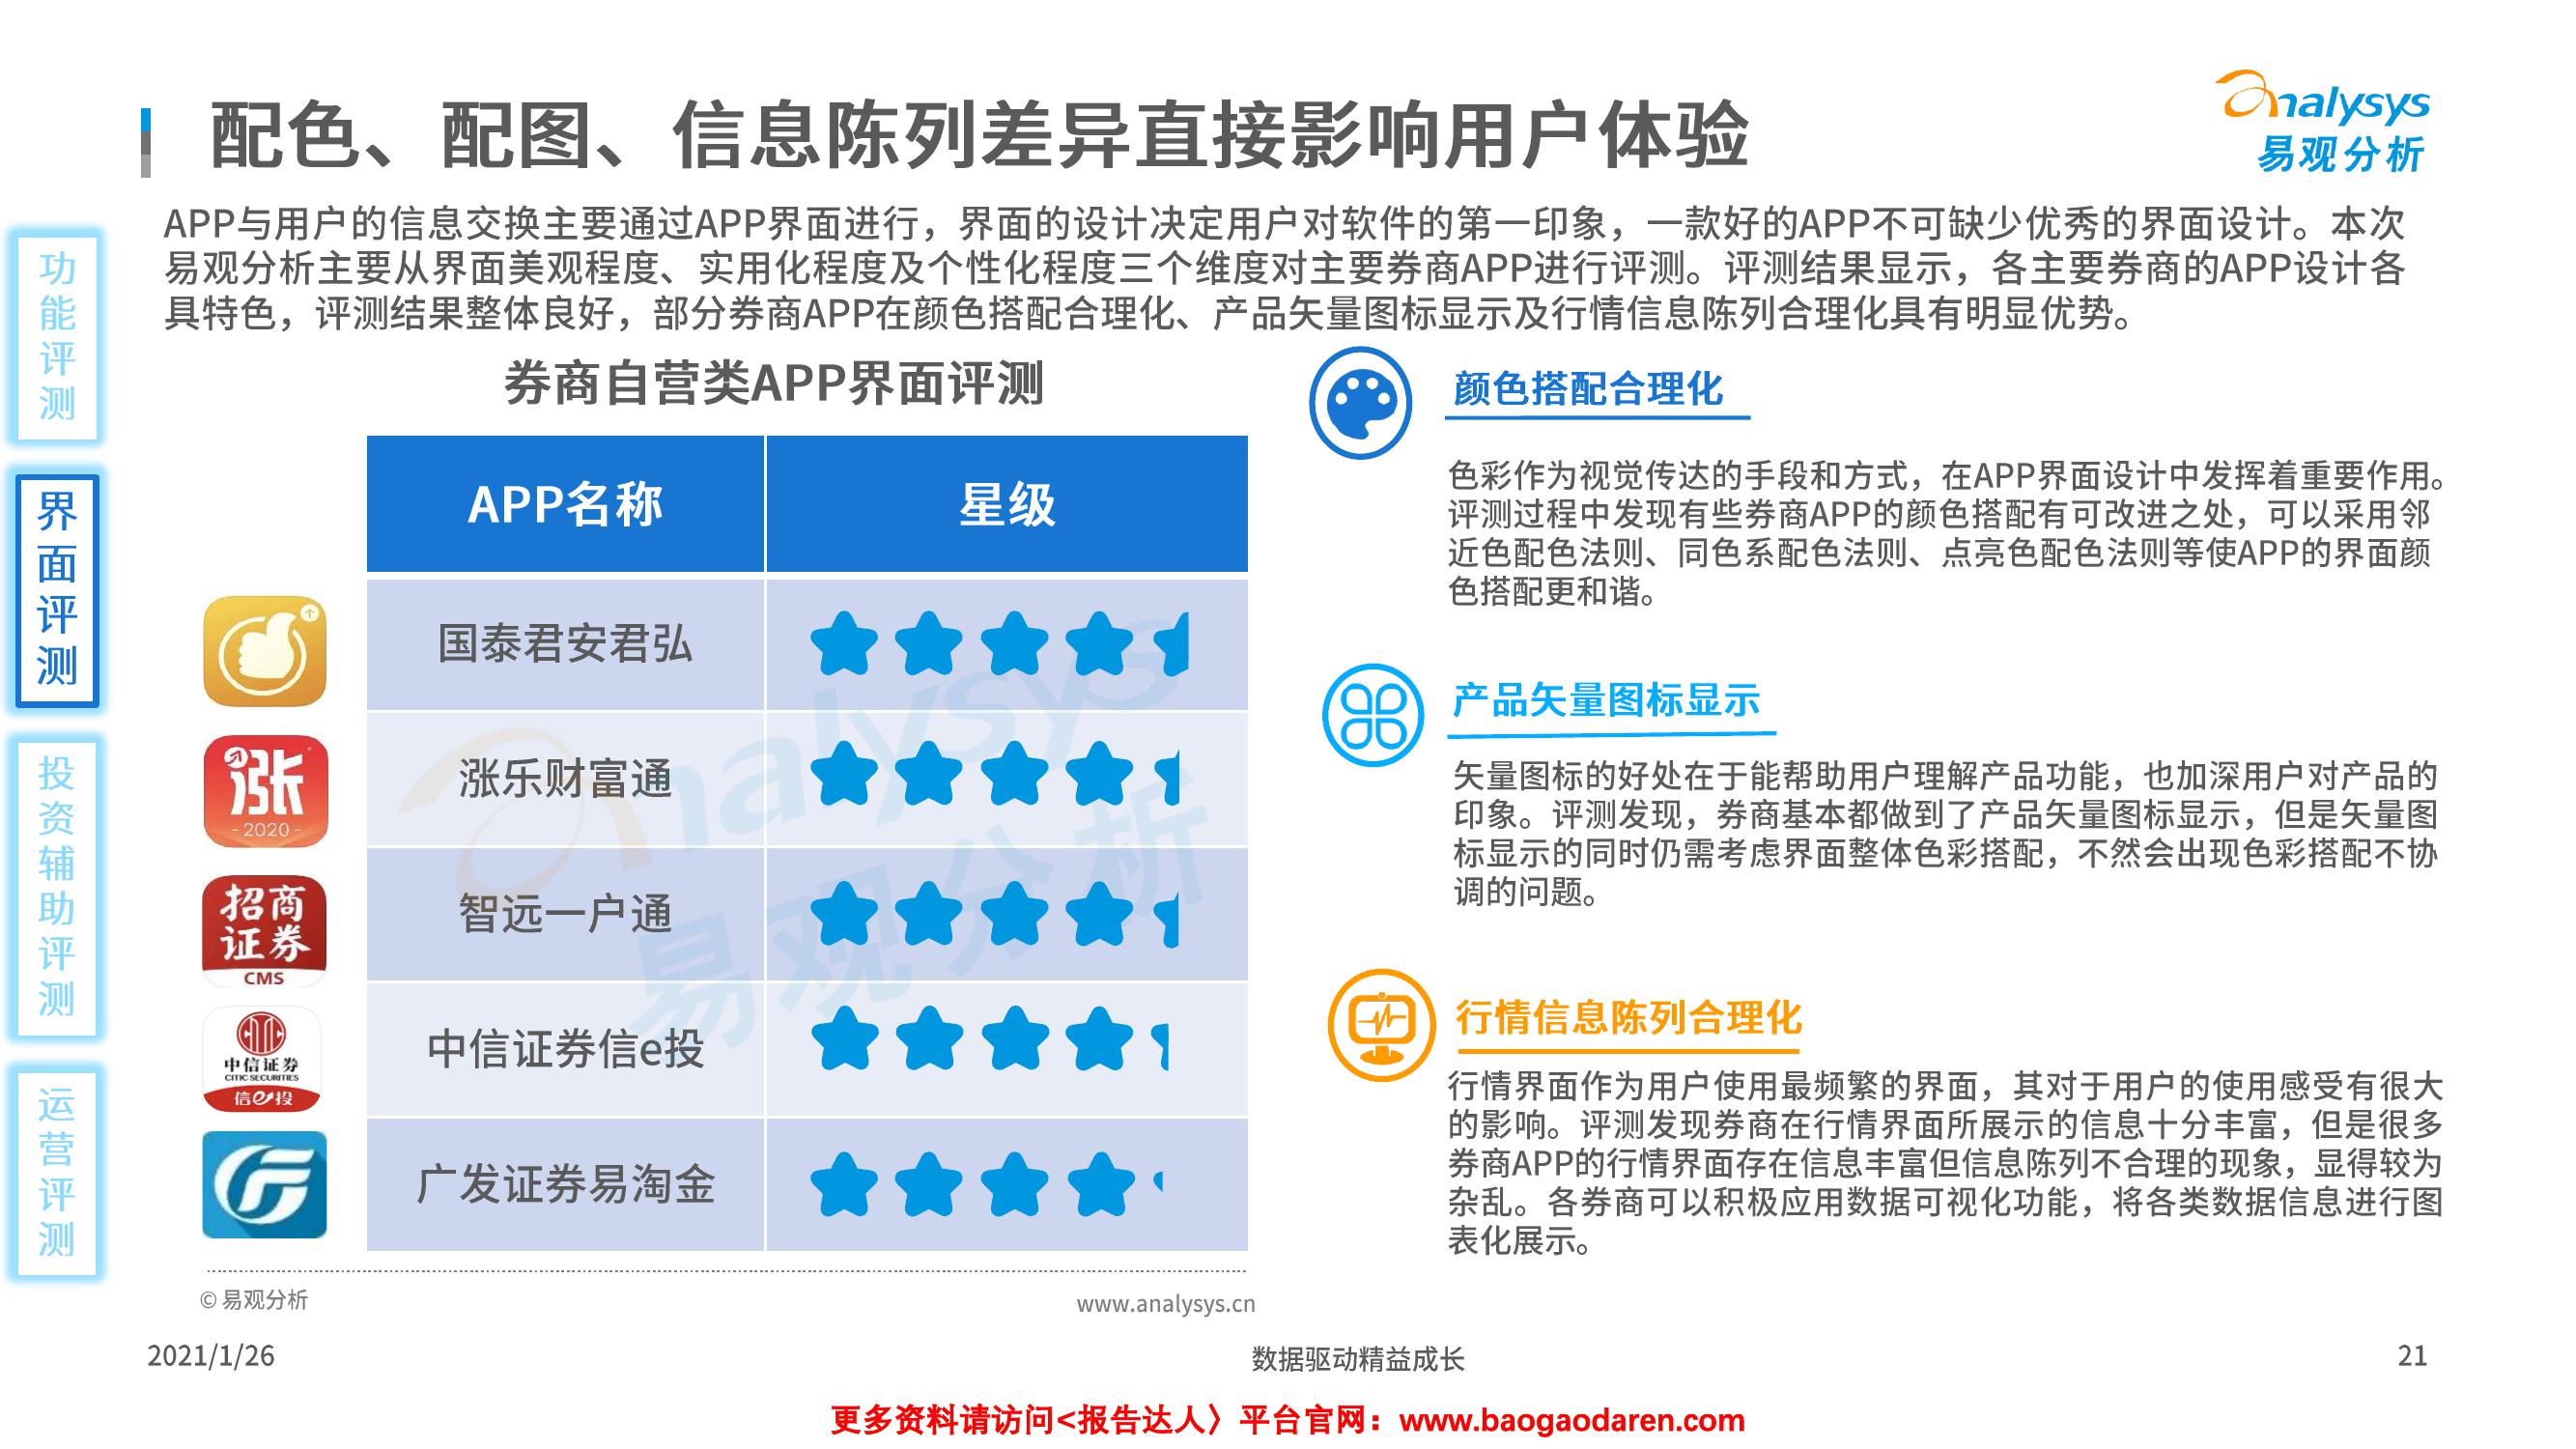 配色、配图、信息陈列差异直接影响用户体验
analysys
易观分析
APP与用户的信息交换主要通过APP界面进行，界面的设计决定用户对软件的第一印象，一款好的APP不可缺少优秀的界面设计。本次
易观分析主要从界面美观程度、实用化程度及个性化程度三个维度对主要券商APP进行评测。评测结果显示，各主要券商的APP设计各
具特色，评测结果整体良好，部分券商APP在颜色搭配合理化、产品矢量图标显示及行情信息陈列合理化具有明显优势。
功能评测
界面评测
投资辅助评测
运营评测
券商自营类APP界面评测
APP名称 星级
国泰君安君弘
涨
-2020-
涨乐财富通
招商
证券
CMS
智远一户通
中信证券
CITIC SECURITIES
信e投
中信证券信e投
广发证券易淘金
analysys
易观分析
© 易观分析
www.analysys.cn
颜色搭配合理化
色彩作为视觉传达的手段和方式，在APP界面设计中发挥着重要作用。
评测过程中发现有些券商APP的颜色搭配有可改进之处，可以采用邻
近色配色法则、同色系配色法则、点亮色配色法则等使APP的界面颜
色搭配更和谐。
产品矢量图标显示
矢量图标的好处在于能帮助用户理解产品功能，也加深用户对产品的
印象。评测发现，券商基本都做到了产品矢量图标显示，但是矢量图
标显示的同时仍需考虑界面整体色彩搭配，不然会出现色彩搭配不协
调的问题。
行情信息陈列合理化
行情界面作为用户使用最频繁的界面，其对于用户的使用感受有很大
的影响。评测发现券商在行情界面所展示的信息十分丰富，但是很多
券商APP的行情界面存在信息丰富但信息陈列不合理的现象，显得较为
杂乱。各券商可以积极应用数据可视化功能，将各类数据信息进行图
表化展示。
2021/1/26
数据驱动精益成长
21
更多资料请访问<报告达人〉平台官网：www.baogaodaren.com